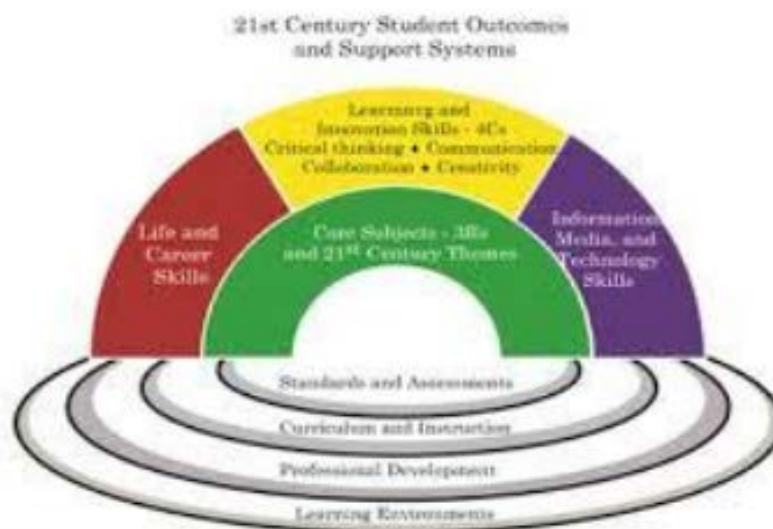 21st Century Student Outcomes
and Support Systems
Learning and
Innovation Skills - 4Cs
Critical thinking • Communication
Collaboration • Creativity
Life and
Career
Skills
Core Subjects - 3Rs
and 21st Century Themes
Information,
Media, and
Technology
Skills
Standards and Assessments
Curriculum and Instruction
Professional Development
Learning Environments